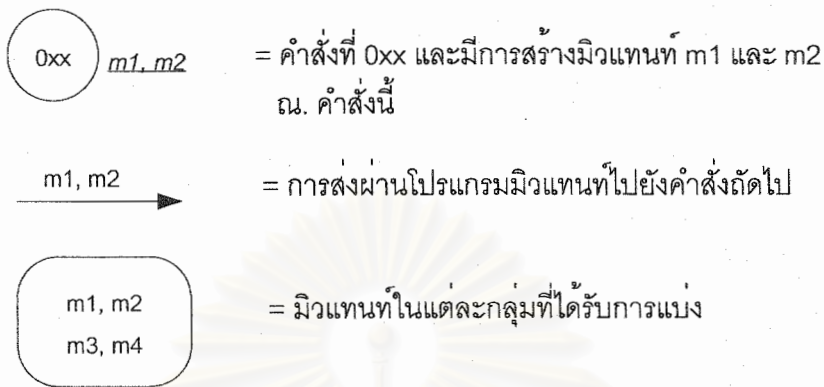 0xx m1, m2 = คำสั่งที่ 0xx และมีการสร้างมิวแทนท์ m1 และ m2
ณ. คำสั่งนี้
m1, m2 = การส่งผ่านโปรแกรมมิวแทนท์ไปยังคำสั่งถัดไป
m1, m2
m3, m4 = มิวแทนท์ในแต่ละกลุ่มที่ได้รับการแบ่ง